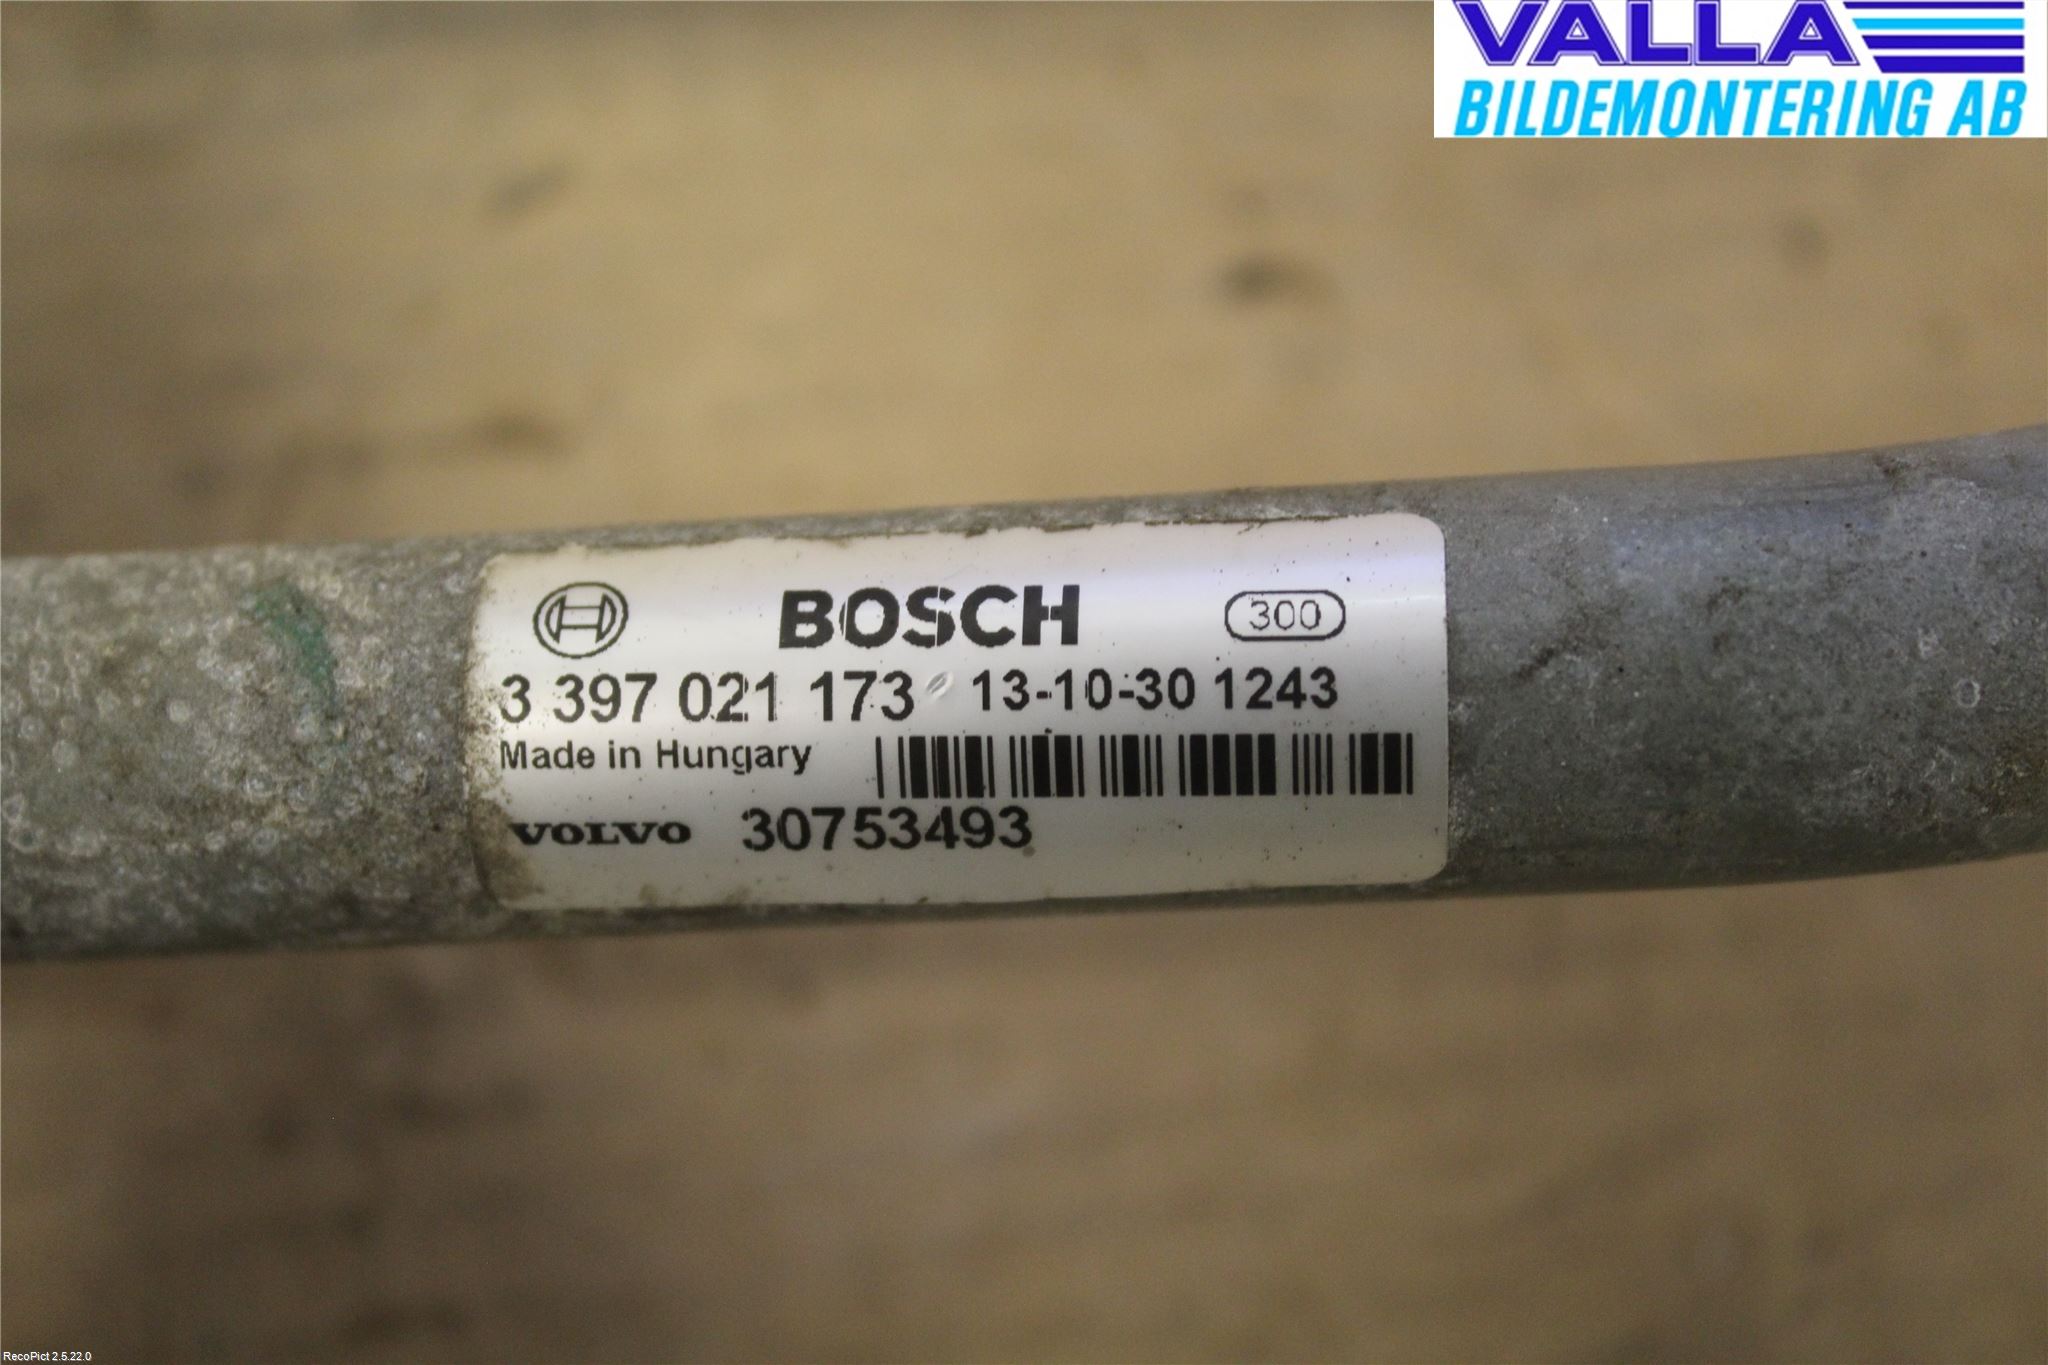 VALLA
BILDEMONTERING AB
BOSCH 300
3 397 021 173 13-10-30 1243
Made in Hungary
VOLVO 30753493
RecoPict 2.5.22.0